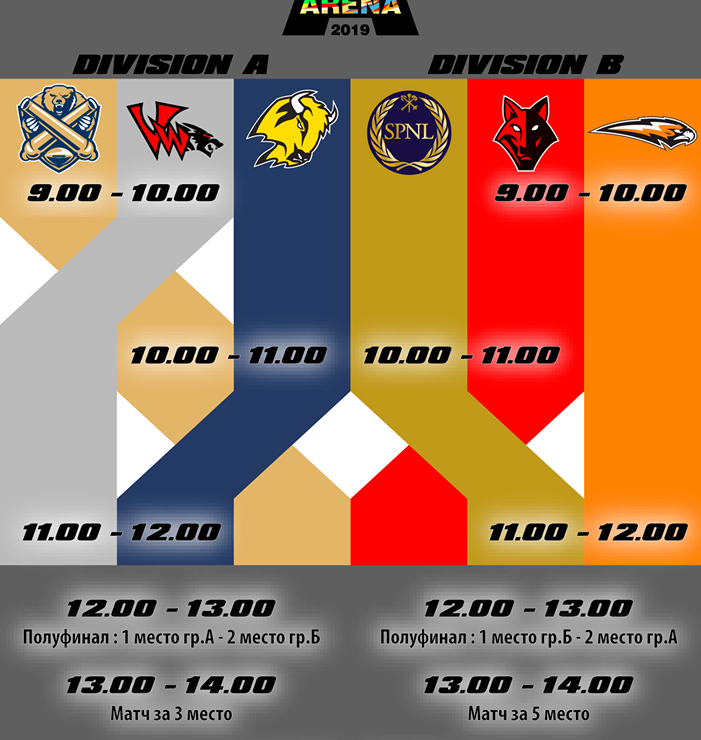 ARENA
2019
DIVISION A
DIVISION B
SPNL
9.00 - 10.00
9.00 - 10.00
10.00 - 11.00
10.00 - 11.00
11.00 - 12.00
11.00 - 12.00
12.00 - 13.00
12.00 - 13.00
Полуфинал : 1 место гр.А - 2 место гр.Б
Полуфинал : 1 место гр.Б - 2 место гр.А
13.00 - 14.00
13.00 - 14.00
Матч за 3 место
Матч за 5 место